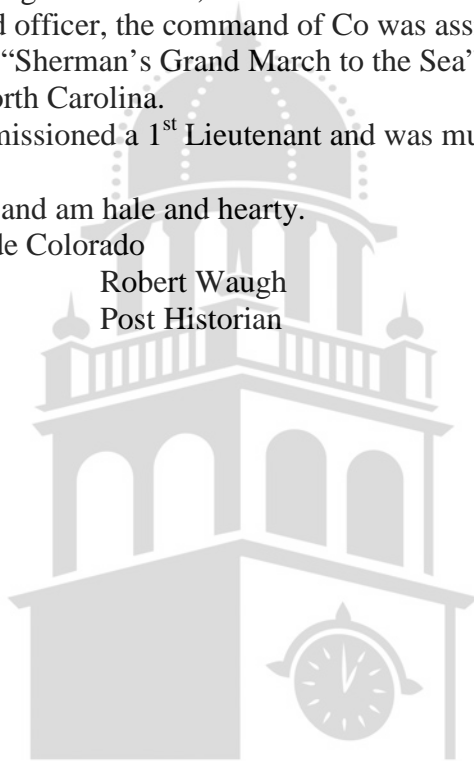 d officer, the command of Co was ass
“Sherman’s Grand March to the Sea’
orth Carolina.
missioned a 1st Lieutenant and was mu
and am hale and hearty.
de Colorado
Robert Waugh
Post Historian